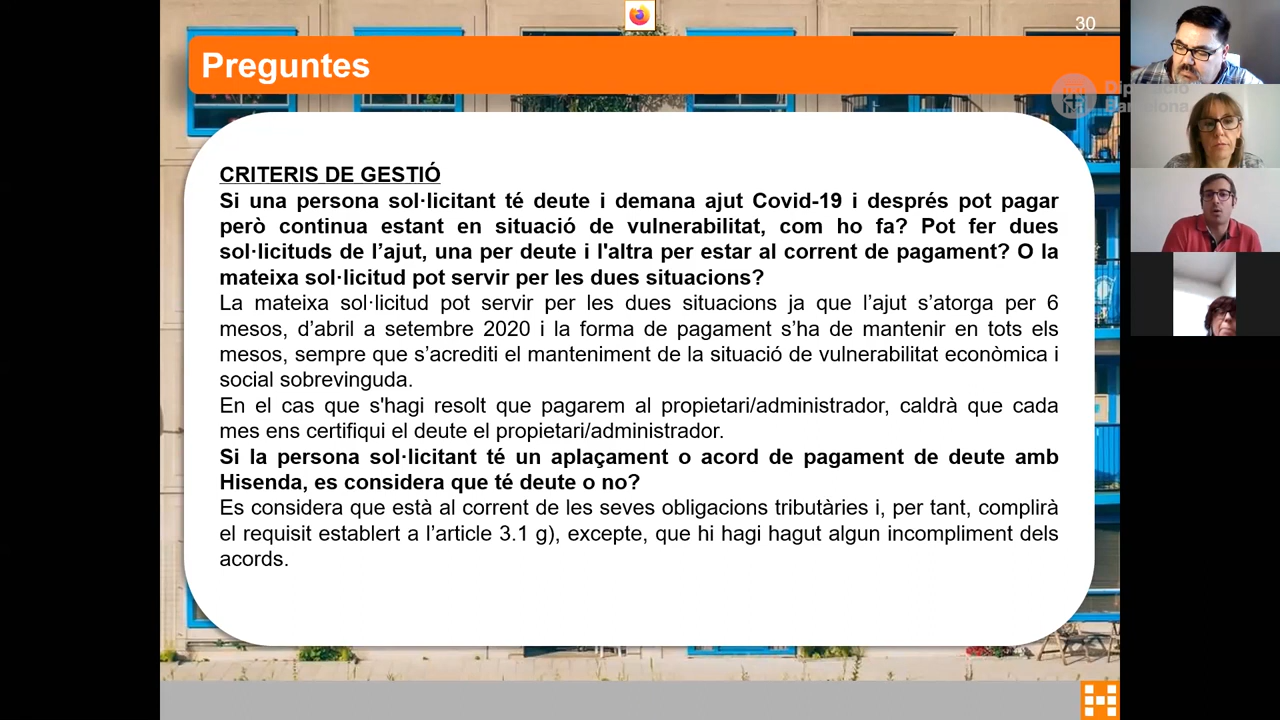 30
Preguntes
Diputació
Barcelona
CRITERIS DE GESTIÓ
Si una persona sol·licitant té deute i demana ajut Covid-19 i després pot pagar
però continua estant en situació de vulnerabilitat, com ho fa? Pot fer dues
sol·licituds de l’ajut, una per deute i l'altra per estar al corrent de pagament? O la
mateixa sol·licitud pot servir per les dues situacions?
La mateixa sol·licitud pot servir per les dues situacions ja que l’ajut s’atorga per 6
mesos, d’abril a setembre 2020 i la forma de pagament s’ha de mantenir en tots els
mesos, sempre que s’acrediti el manteniment de la situació de vulnerabilitat econòmica i
social sobrevinguda.
En el cas que s'hagi resolt que pagarem al propietari/administrador, caldrà que cada
mes ens certifiqui el deute el propietari/administrador.
Si la persona sol·licitant té un aplaçament o acord de pagament de deute amb
Hisenda, es considera que té deute o no?
Es considera que està al corrent de les seves obligacions tributàries i, per tant, complirà
el requisit establert a l’article 3.1 g), excepte, que hi hagi hagut algun incompliment dels
acords.